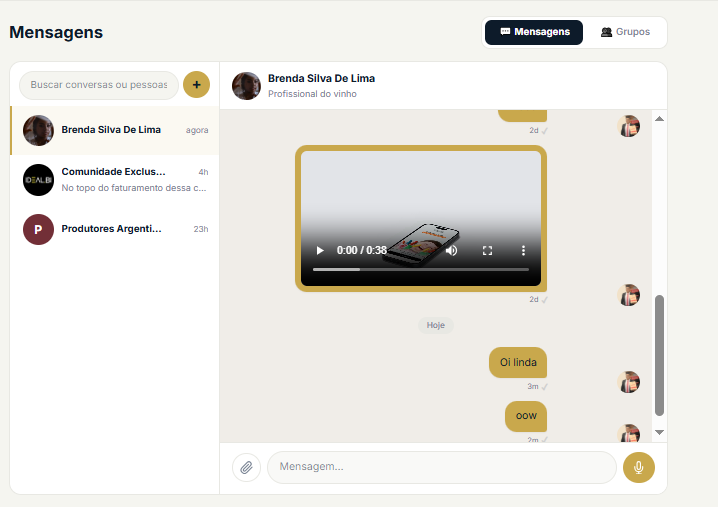 Mensagens
Mensagens
Grupos
Buscar conversas ou pessoas
+
Brenda Silva De Lima
agora
IDEAL.BI
Comunidade Exclus...
4h
No topo do faturamento dessa c...
P
Produtores Argenti...
23h
Brenda Silva De Lima
Profissional do vinho
2d
0:00 / 0:38
2d
Hoje
Oi linda
3m
oow
2m
Mensagem...